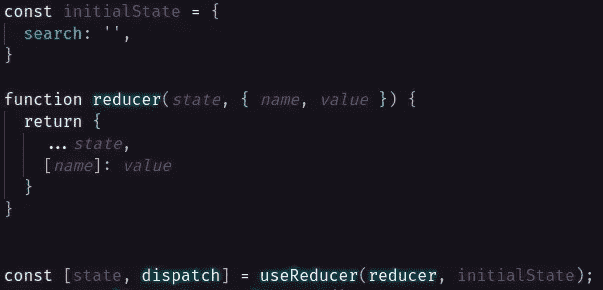 const initialState = {
  search: '',
}
function reducer(state, { name, value }) {
  return {
    ...state,
    [name]: value
  }
}
const [state, dispatch] = useReducer(reducer, initialState);